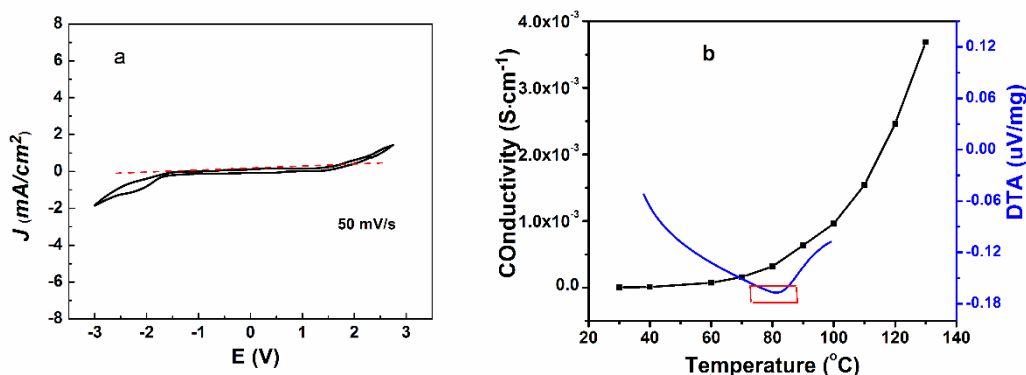 a
8
6
4
2
0
-2
-4
-6
-8
J (mA/cm²)
50 mV/s
-3 -2 -1 0 1 2 3
E (V)
b
4.0x10⁻³
3.0x10⁻³
2.0x10⁻³
1.0x10⁻³
0.0
COnductivity (S·cm⁻¹)
0.12
0.06
0.00
-0.06
-0.12
-0.18
DTA (uV/mg)
20 40 60 80 100 120 140
Temperature (°C)